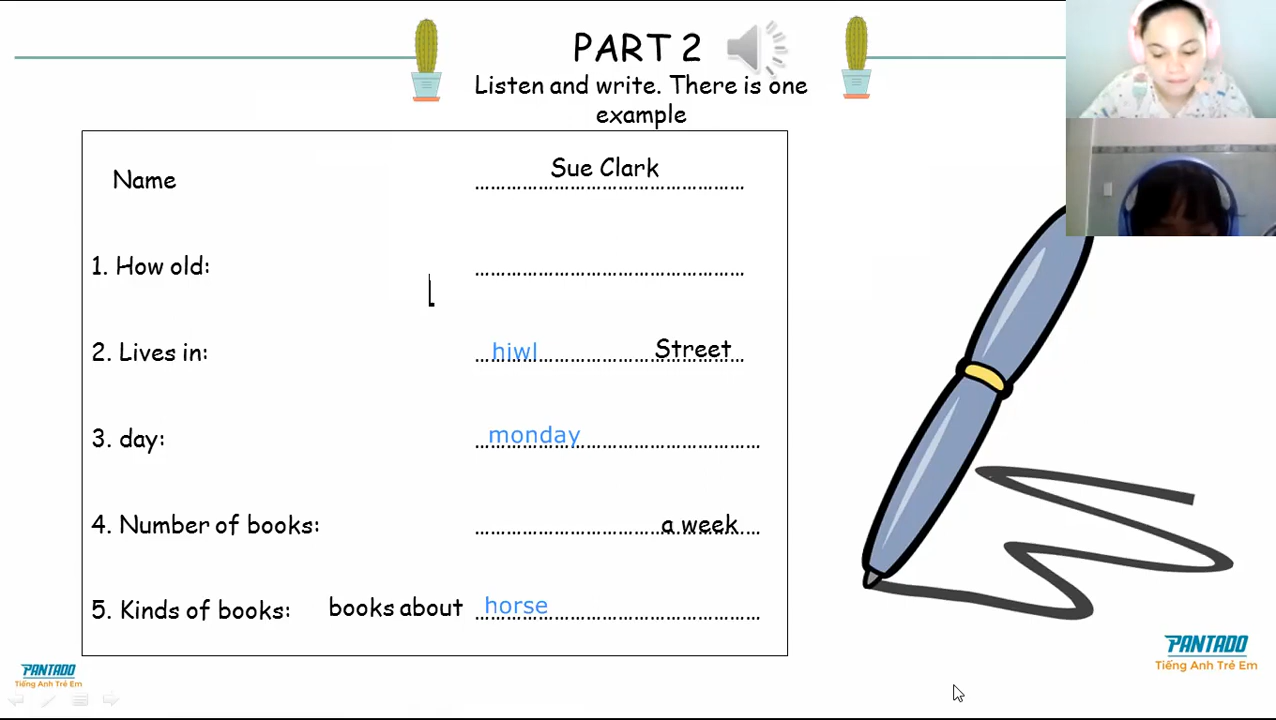 PART 2
Listen and write. There is one
example
Name Sue Clark
1. How old:
2. Lives in: hiwl Street
3. day: monday
4. Number of books: a week
5. Kinds of books: books about horse
PANTADO
Tiếng Anh Trẻ Em
PANTADO
Tiếng Anh Trẻ Em